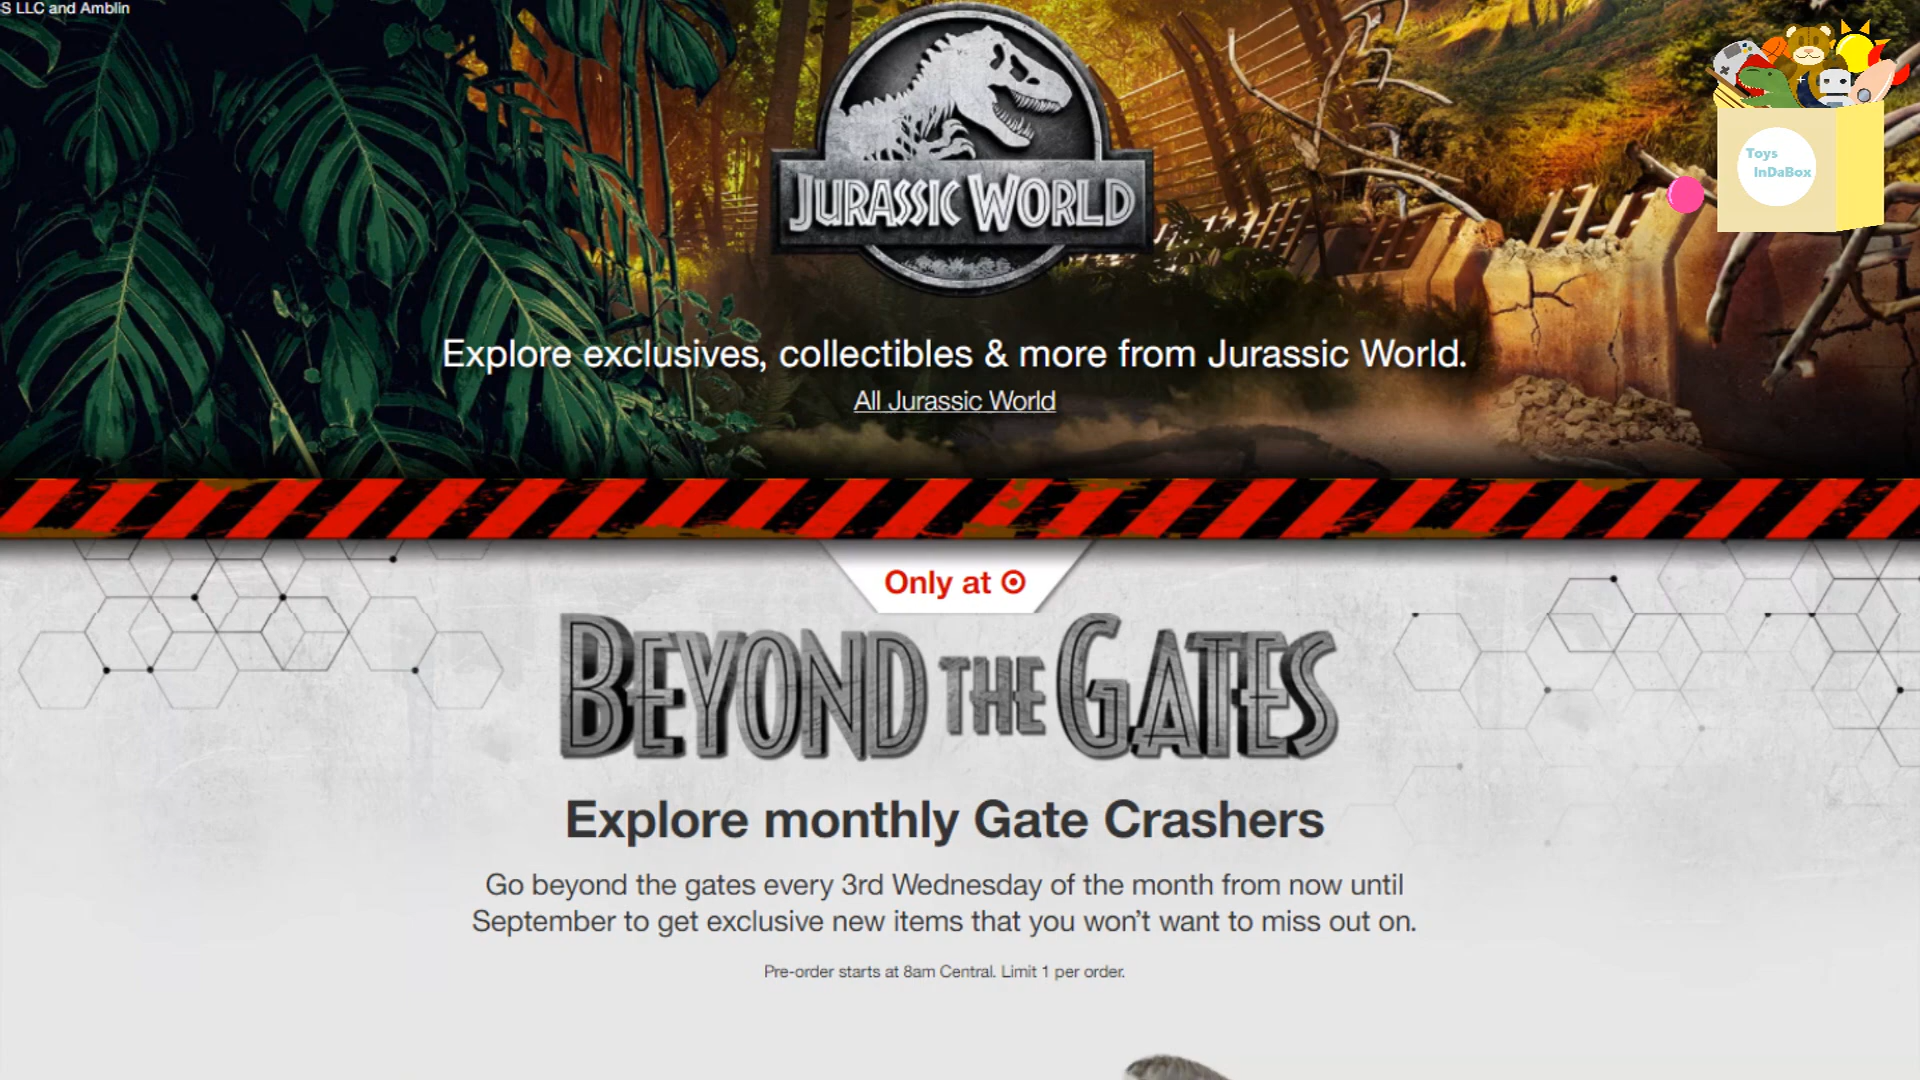 S LLC and Amblin
JURASSIC WORLD
Toys
InDaBox
Explore exclusives, collectibles & more from Jurassic World.
All Jurassic World
Only at
BEYOND THE GATES
Explore monthly Gate Crashers
Go beyond the gates every 3rd Wednesday of the month from now until
September to get exclusive new items that you won’t want to miss out on.
Pre-order starts at 8am Central. Limit 1 per order.